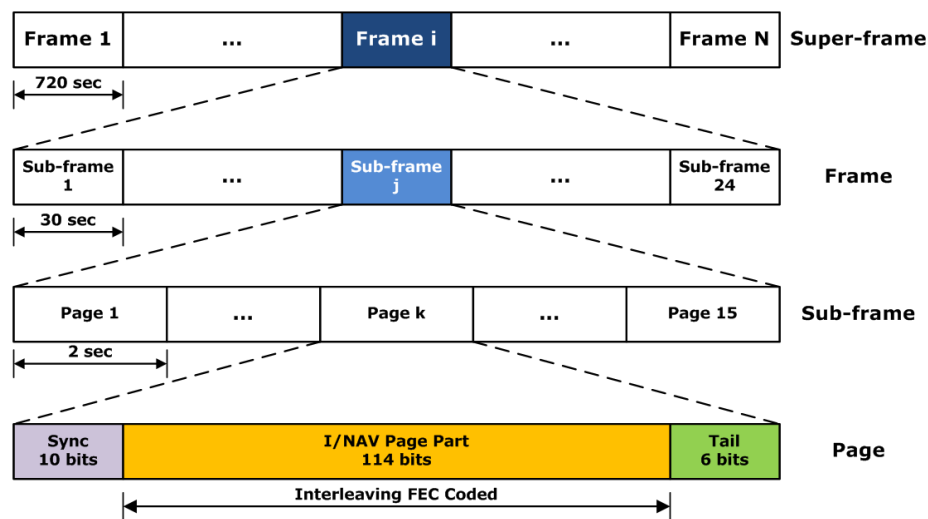 Frame 1
...
Frame i
...
Frame N
Super-frame
720 sec
Sub-frame
1
...
Sub-frame
j
...
Sub-frame
24
Frame
30 sec
Page 1
...
Page k
...
Page 15
Sub-frame
2 sec
Sync
10 bits
I/NAV Page Part
114 bits
Tail
6 bits
Page
Interleaving FEC Coded